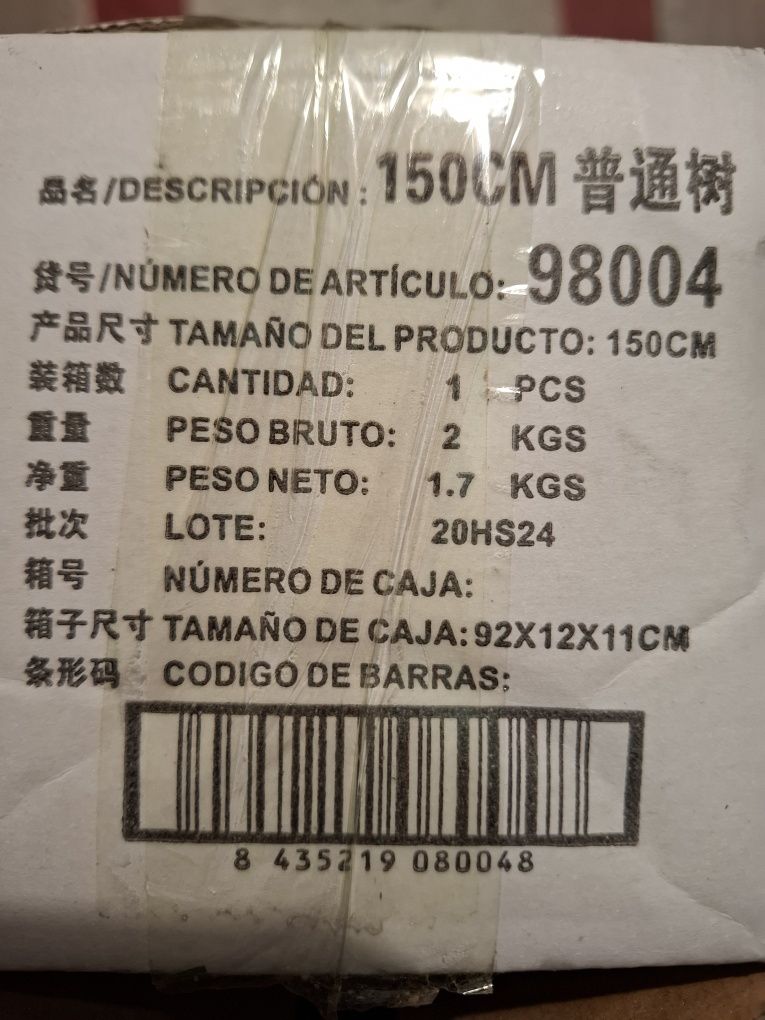 品名/DESCRIPCIÓN: 150CM 普通树
货号/NÚMERO DE ARTÍCULO: 98004
产品尺寸 TAMAÑO DEL PRODUCTO: 150CM
装箱数 CANTIDAD: 1 PCS
重量 PESO BRUTO: 2 KGS
净重 PESO NETO: 1.7 KGS
批次 LOTE: 20HS24
箱号 NÚMERO DE CAJA:
箱子尺寸 TAMAÑO DE CAJA: 92X12X11CM
条形码 CODIGO DE BARRAS:
8 435219 080048